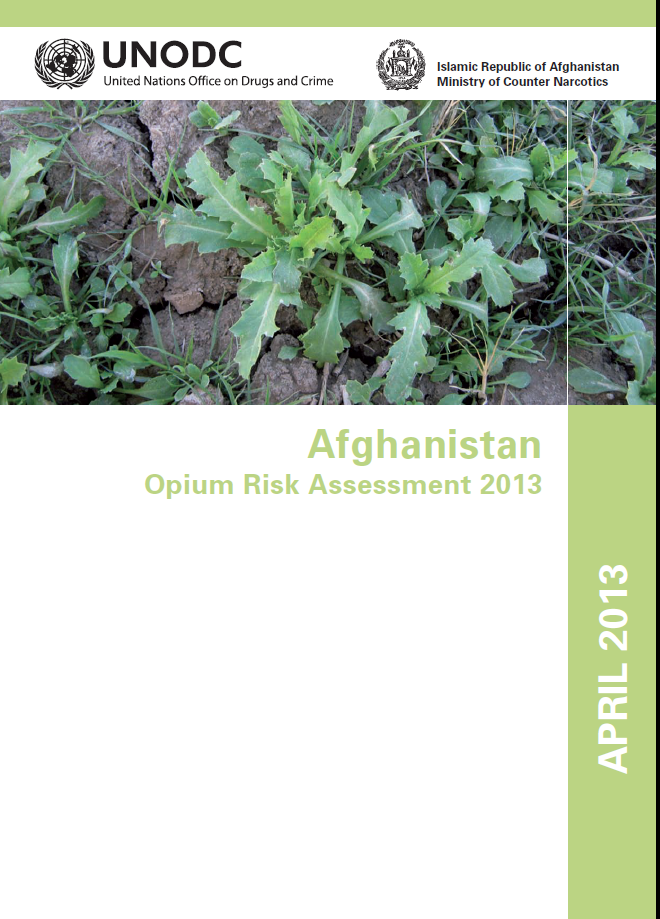 UNODC
United Nations Office on Drugs and Crime
Islamic Republic of Afghanistan
Ministry of Counter Narcotics
Afghanistan
Opium Risk Assessment 2013
APRIL 2013